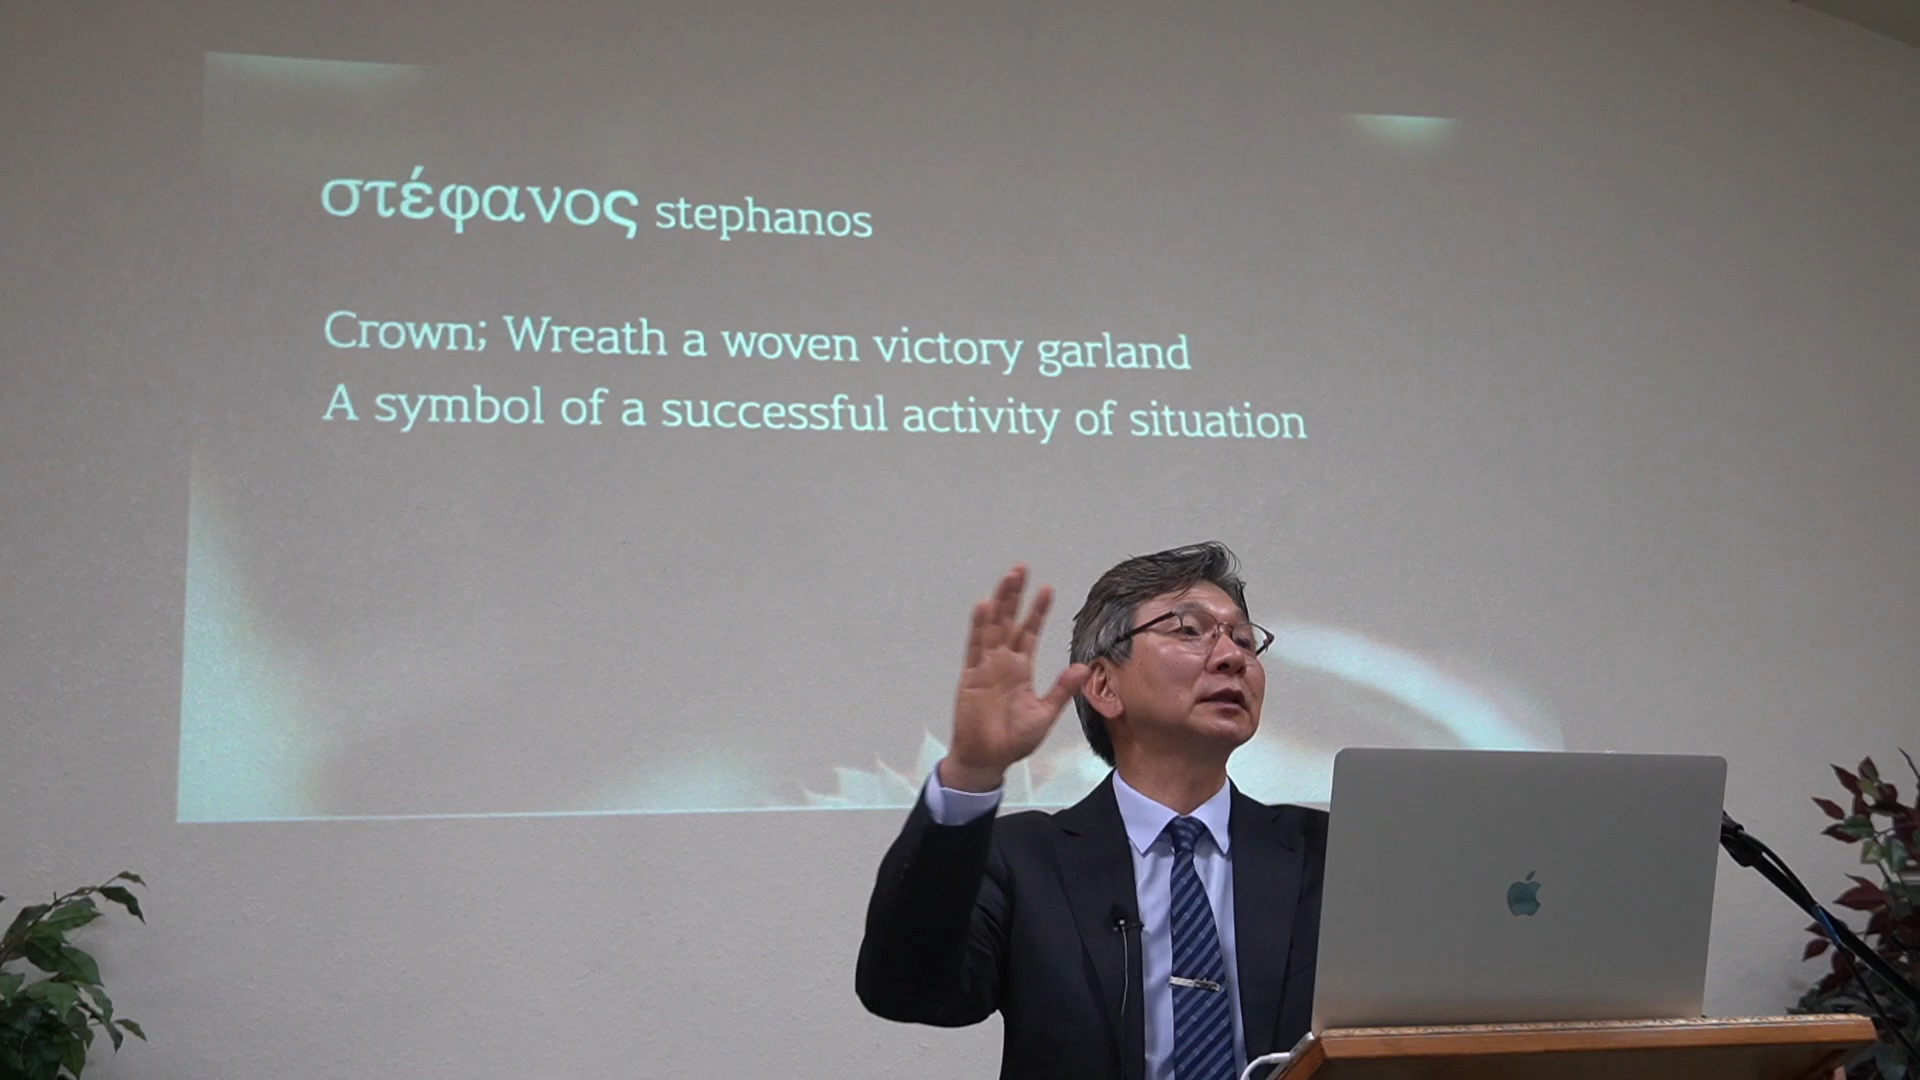 στέφανος stephanos
Crown; Wreath a woven victory garland
A symbol of a successful activity of situation